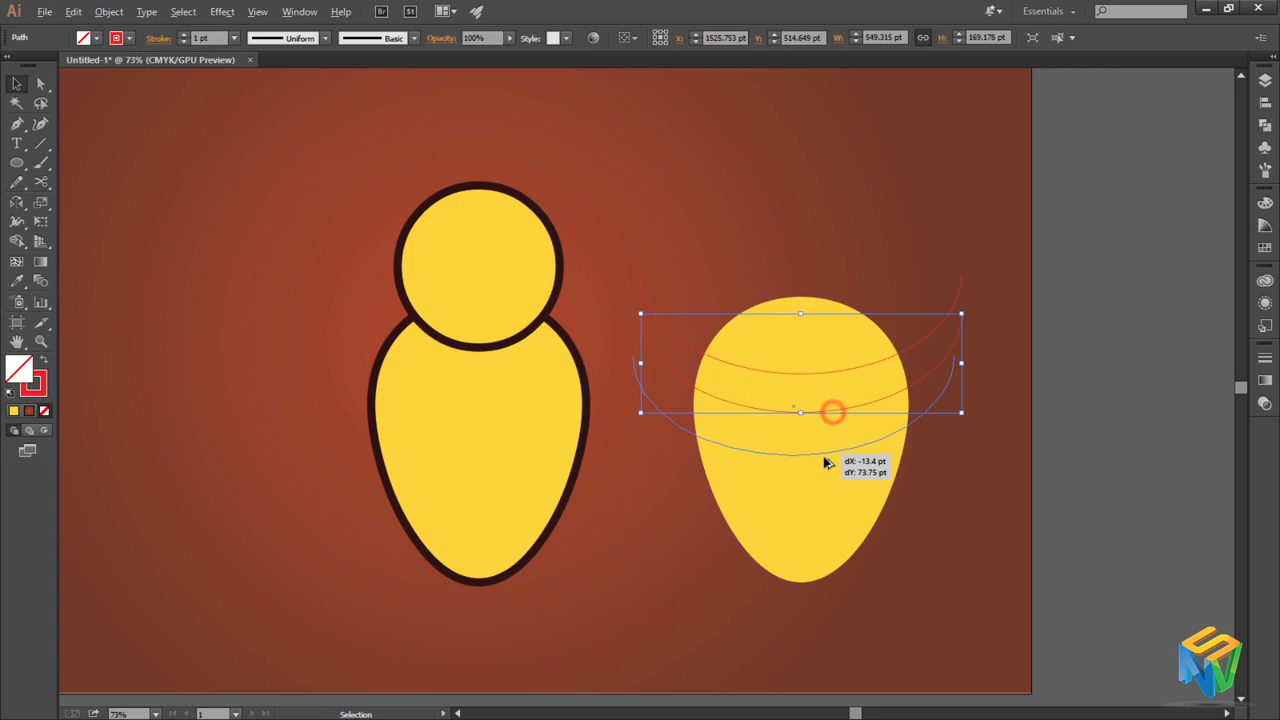 Ai File Edit Object Type Select Effect View Window Help Br St Essentials
Path Stroke: 1 pt Uniform Basic Opacity: 100% Style: X: 1525.753 pt Y: 514.649 pt W: 549.315 pt H: 169.178 pt
Untitled-1* @ 73% (CMYK/GPU Preview) ×
dX: -13.4 pt
dY: 73.75 pt
73% 1 Selection